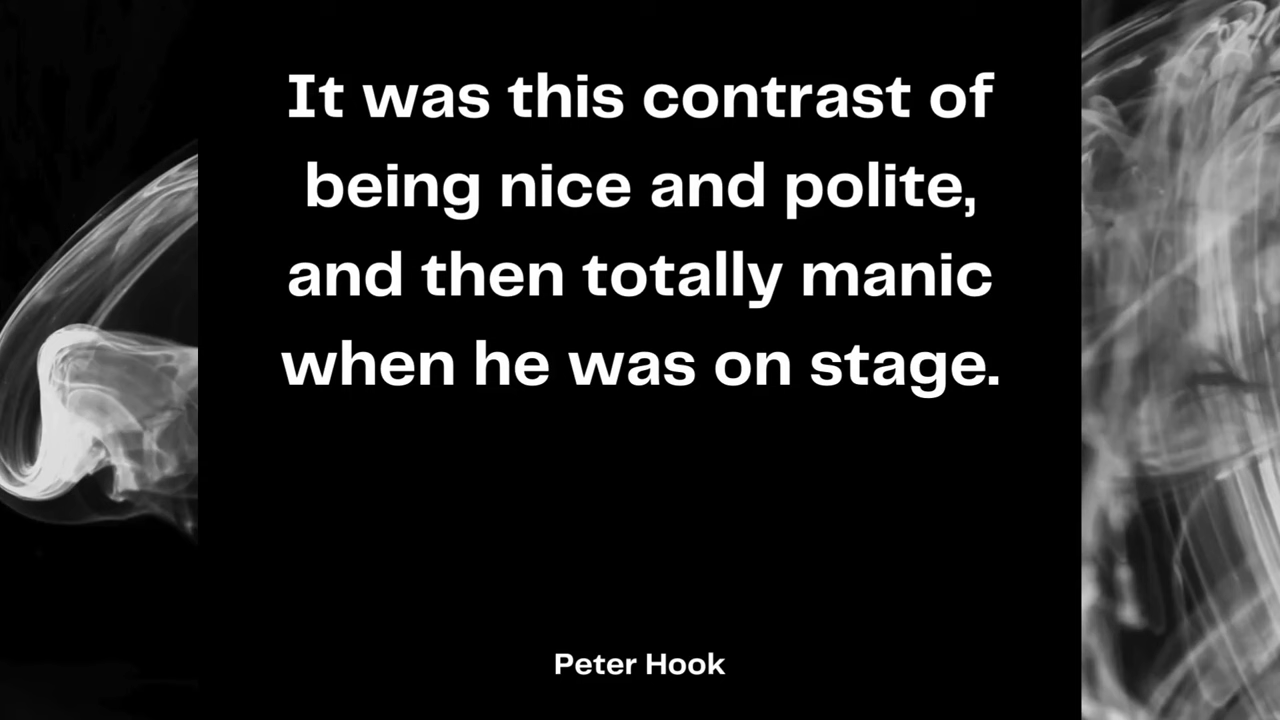 It was this contrast of
being nice and polite,
and then totally manic
when he was on stage.
Peter Hook